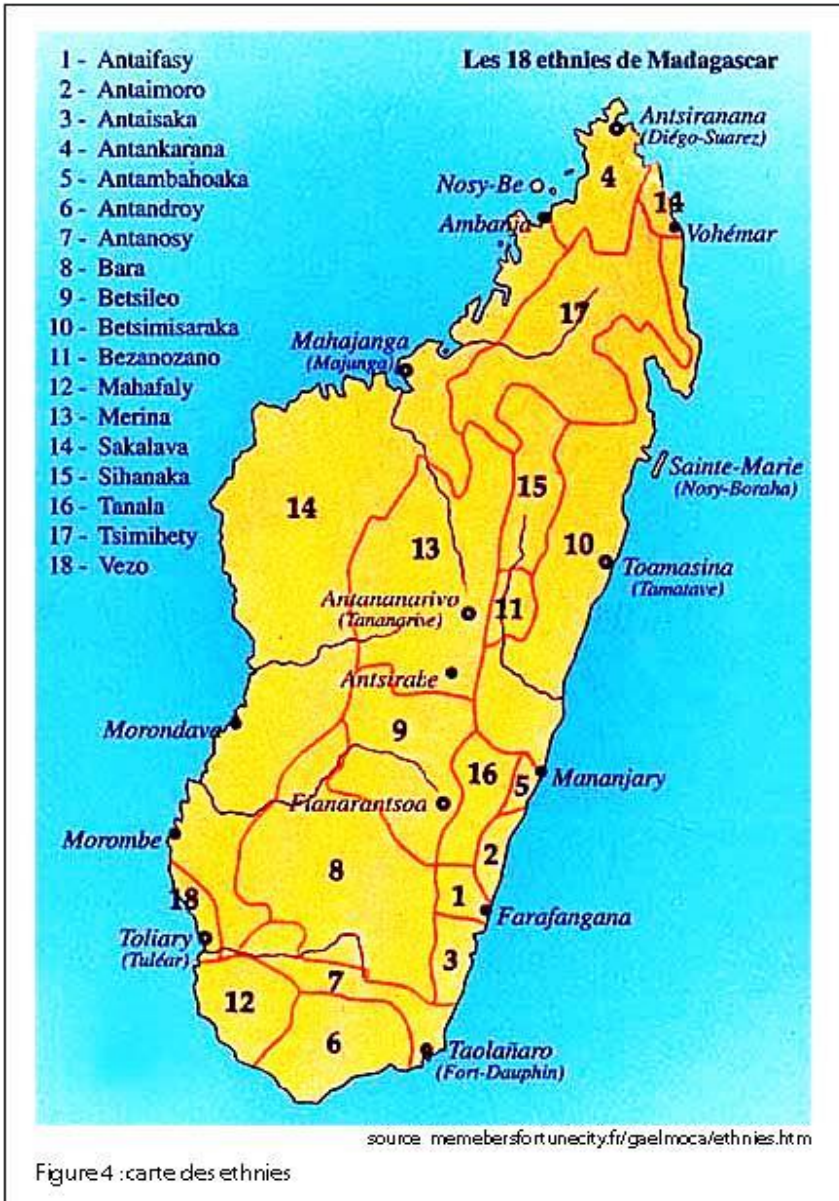 1 - Antaifasy
2 - Antaimoro
3 - Antaisaka
4 - Antankarana
5 - Antambahoaka
6 - Antandroy
7 - Antanosy
8 - Bara
9 - Betsileo
10 - Betsimisaraka
11 - Bezanozano
12 - Mahafaly
13 - Merina
14 - Sakalava
15 - Sihanaka
16 - Tanala
17 - Tsimihety
18 - Vezo
Les 18 ethnies de Madagascar
Antsiranana
(Diégo-Suarez)
4
Nosy-Be
14
Ambanja
Vohémar
17
Mahajanga
(Majunga)
Sainte-Marie
(Nosy-Boraha)
15
14
13
10
Toamasina
(Tamatave)
Antananarivo
(Tananarive)
11
Antsirabe
Morondava
9
16
Mananjary
5
Fianarantsoa
Morombe
2
8
18
1
Farafangana
Toliary
(Tuléar)
3
7
12
6
Taolañaro
(Fort-Dauphin)
source memebersfortunecity.fr/gaelmoca/ethnies.htm
Figure 4 : carte des ethnies